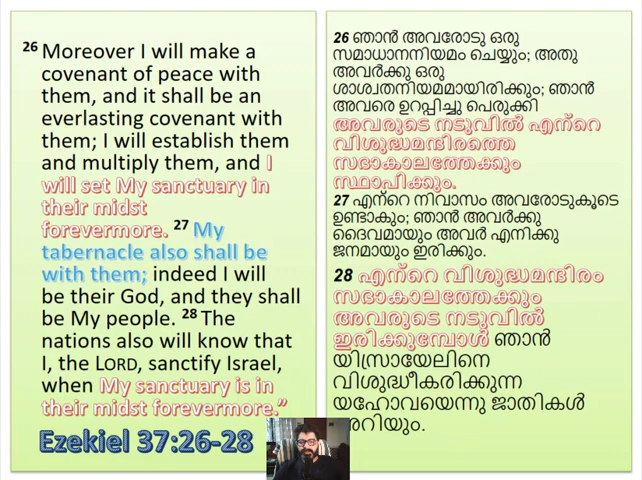 26 Moreover I will make a
covenant of peace with
them, and it shall be an
everlasting covenant with
them; I will establish them
and multiply them, and I
will set My sanctuary in
their midst
forevermore. 27 My
tabernacle also shall be
with them; indeed I will
be their God, and they shall
be My people. 28 The
nations also will know that
I, the LORD, sanctify Israel,
when My sanctuary is in
their midst forevermore.”
Ezekiel 37:26-28
26 ഞാൻ അവരോടു ഒരു
സമാധാനനിയമം ചെയ്യും; അതു
അവർക്കു ഒരു
ശാശ്വതനിയമമായിരിക്കും; ഞാൻ
അവരെ ഉറപ്പിച്ചു പെരുക്കി
അവരുടെ നടുവിൽ എന്റെ
വിശുദ്ധമന്ദിരത്തെ
സദാകാലത്തേക്കും
സ്ഥാപിക്കും.
27 എന്റെ നിവാസം അവരോടുകൂടെ
ഉണ്ടാകും; ഞാൻ അവർക്കു
ദൈവമായും അവർ എനിക്കു
ജനമായും ഇരിക്കും.
28 എന്റെ വിശുദ്ധമന്ദിരം
സദാകാലത്തേക്കും
അവരുടെ നടുവിൽ
ഇരിക്കുമ്പോൾ ഞാൻ
യിസ്രായേലിനെ
വിശുദ്ധീകരിക്കുന്ന
യഹോവയെന്നു ജാതികൾ
അറിയും.